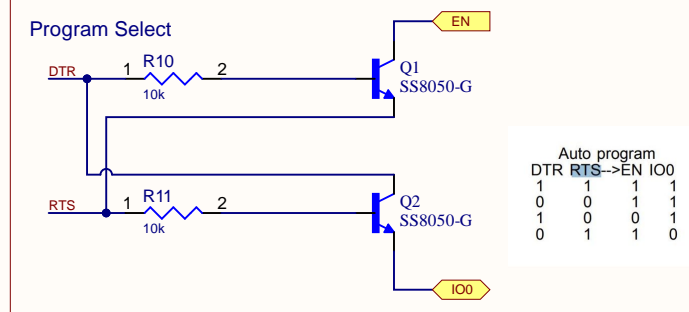 Program Select
EN
DTR
1
R10
2
10k
Q1
SS8050-G
RTS
1
R11
2
10k
Q2
SS8050-G
IO0
Auto program
DTR RTS-->EN IO0
1 1 1 1
0 0 1 1
1 0 0 1
0 1 1 0